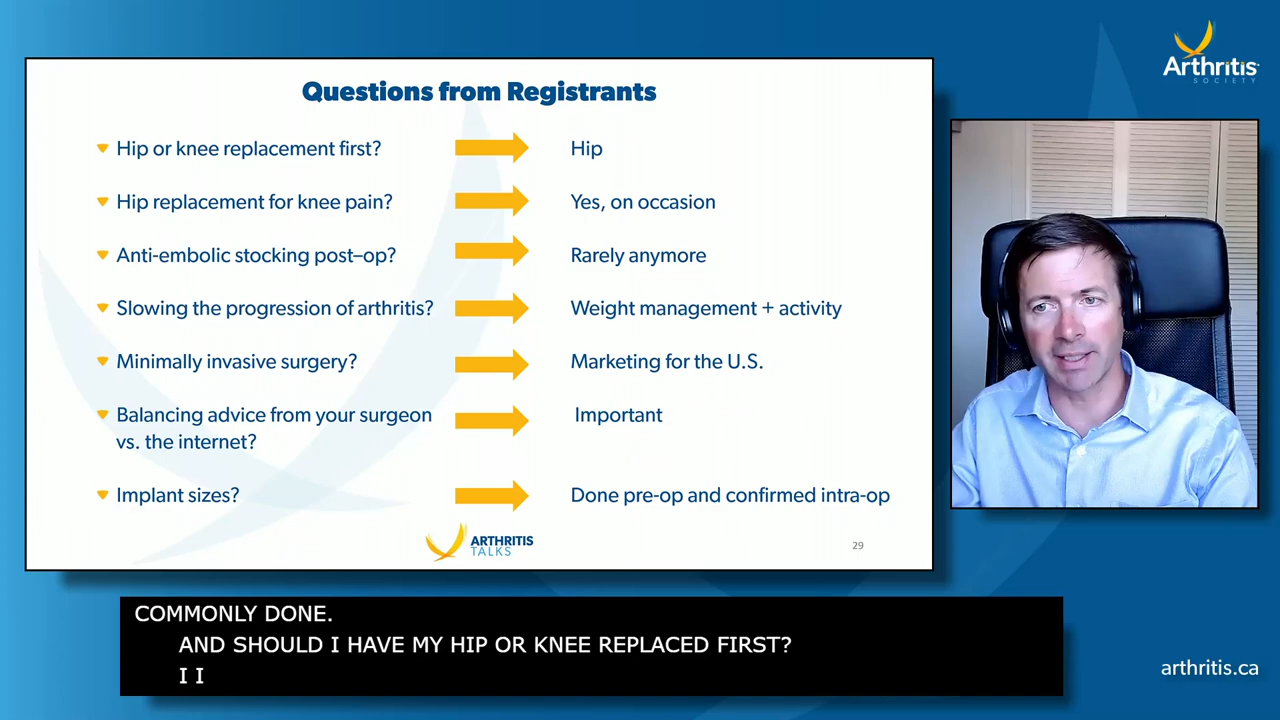 Arthritis
SOCIETY
Questions from Registrants
Hip or knee replacement first?
Hip
Hip replacement for knee pain?
Yes, on occasion
Anti-embolic stocking post–op?
Rarely anymore
Slowing the progression of arthritis?
Weight management + activity
Minimally invasive surgery?
Marketing for the U.S.
Balancing advice from your surgeon
vs. the internet?
Important
Implant sizes?
Done pre-op and confirmed intra-op
ARTHRITIS
TALKS
29
COMMONLY DONE.
AND SHOULD I HAVE MY HIP OR KNEE REPLACED FIRST?
I I
arthritis.ca